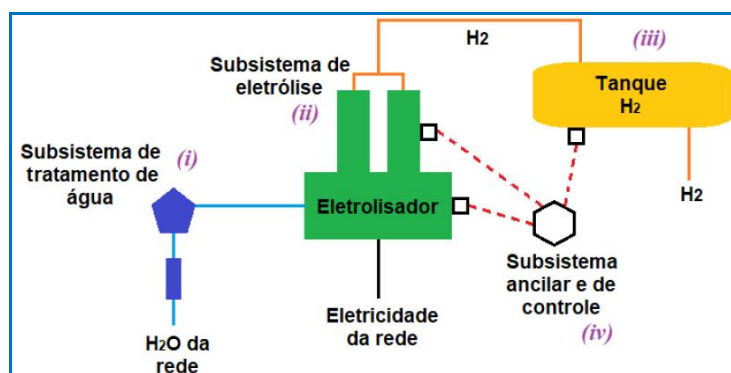 H2
(iii)
Subsistema de
eletrólise
(ii)
Tanque
H2
Subsistema de
tratamento de
água
(i)
Eletrolisador
H2
Subsistema
ancilar e de
controle
(iv)
Eletricidade
da rede
H2O da
rede